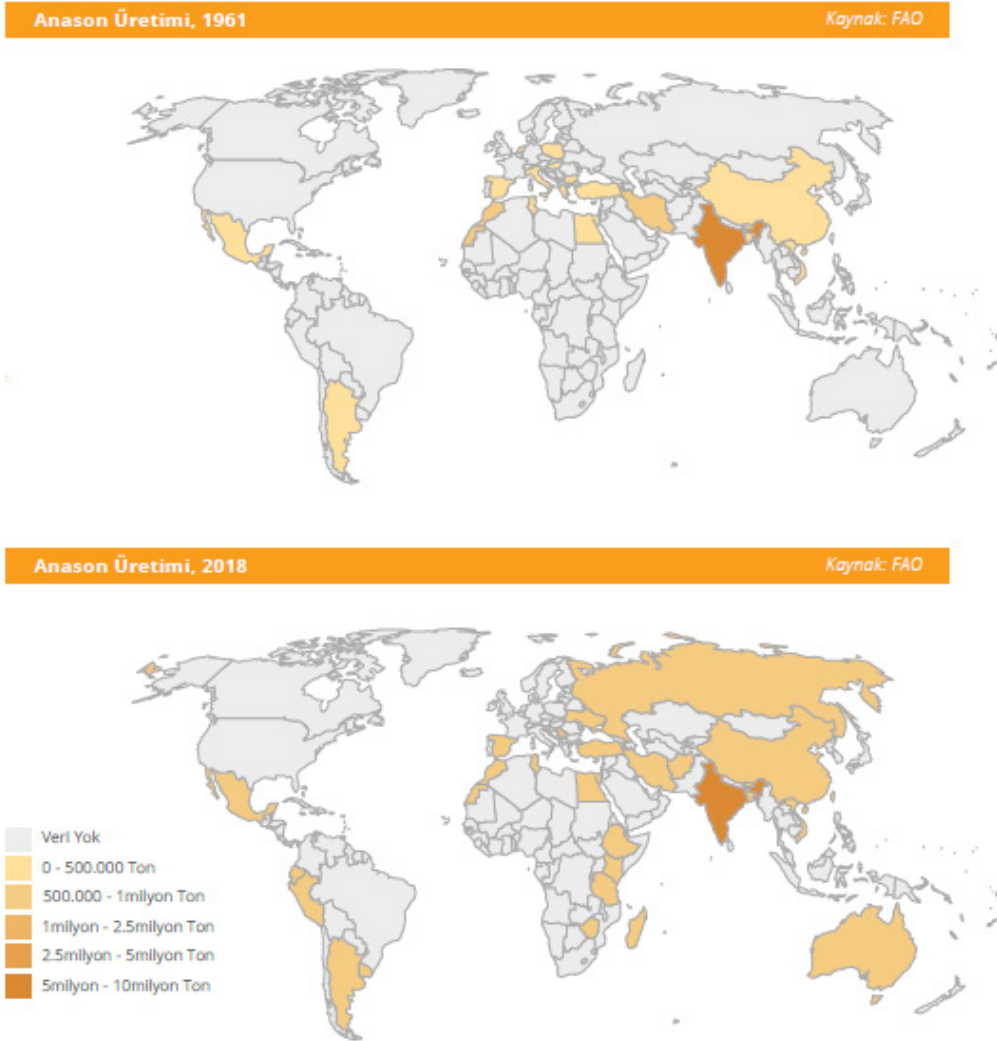 Anason Üretimi, 1961
Kaynak: FAO
Anason Üretimi, 2018
Kaynak: FAO
Veri Yok
0 - 500.000 Ton
500.000 - 1milyon Ton
1milyon - 2.5milyon Ton
2.5milyon - 5milyon Ton
5milyon - 10milyon Ton